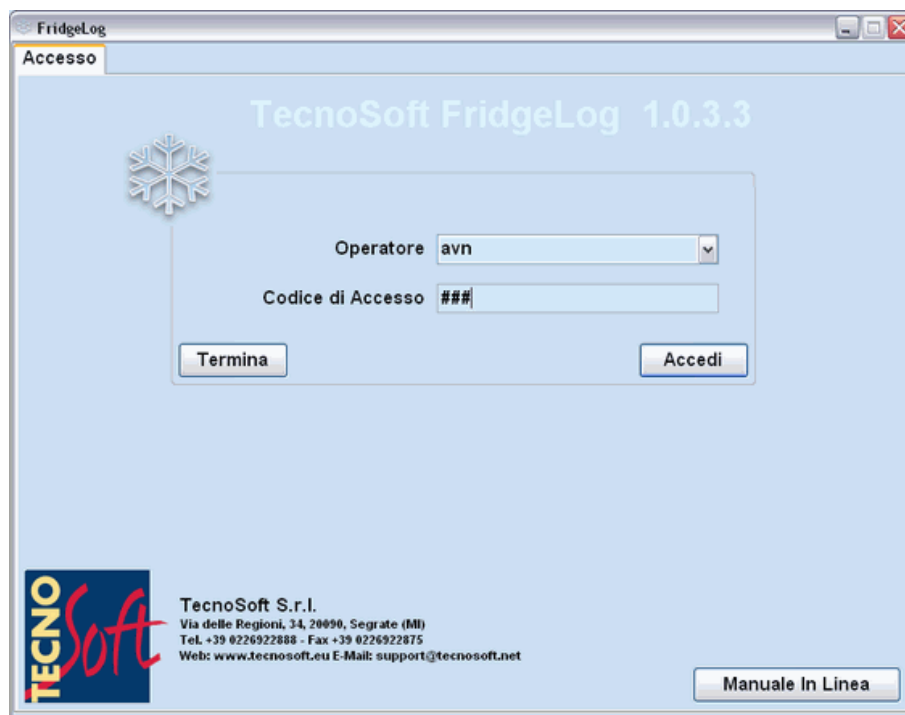 FridgeLog
Accesso
TecnoSoft FridgeLog 1.0.3.3
Operatore avn
Codice di Accesso ###
Termina Accedi
TECNO Soft
TecnoSoft S.r.l.
Via delle Regioni, 34, 20090, Segrate (MI)
Tel. +39 0226922888 - Fax +39 0226922875
Web: www.tecnosoft.eu E-Mail: support@tecnosoft.net
Manuale In Linea